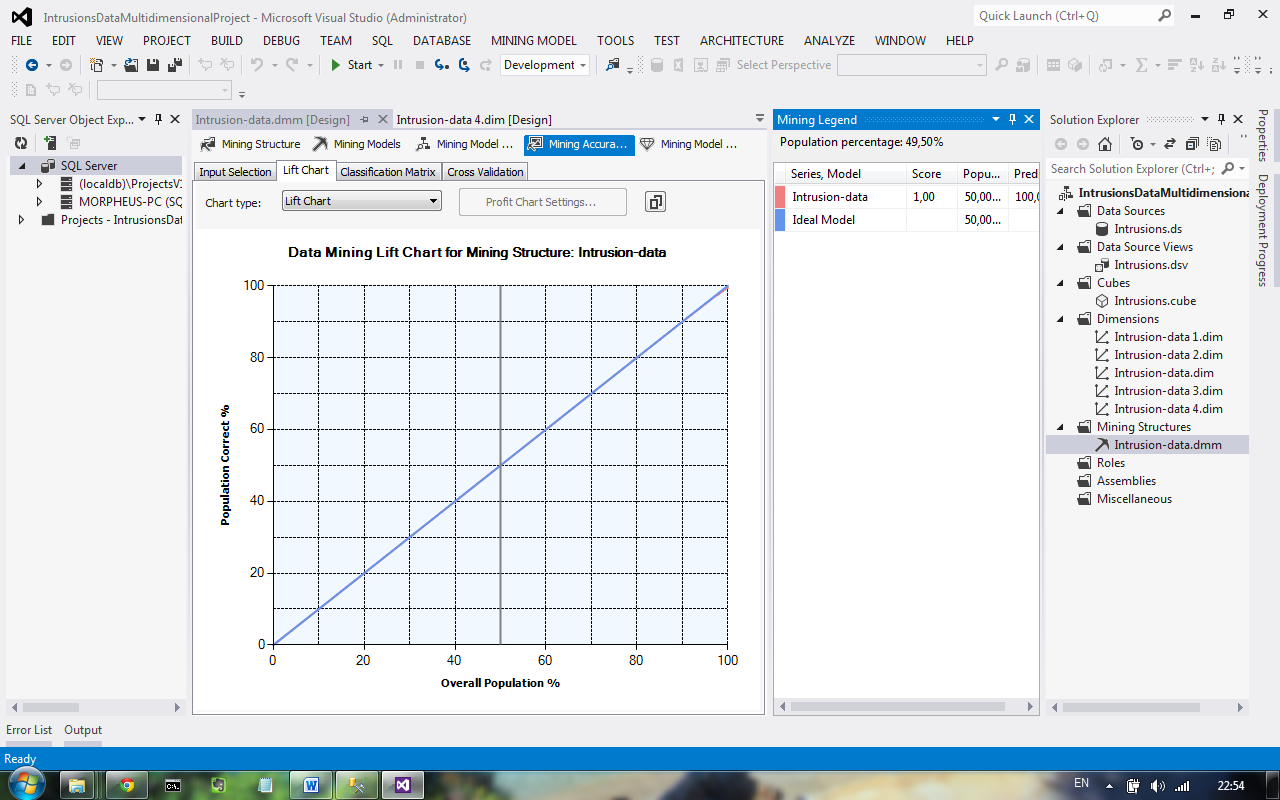 IntrusionsDataMultidimensionalProject - Microsoft Visual Studio (Administrator)
Quick Launch (Ctrl+Q)
FILE EDIT VIEW PROJECT BUILD DEBUG TEAM SQL DATABASE MINING MODEL TOOLS TEST ARCHITECTURE ANALYZE WINDOW HELP
Start Development Select Perspective
SQL Server Object Exp...
SQL Server
(localdb)\ProjectsV
MORPHEUS-PC (SQ
Projects - IntrusionsDat
Intrusion-data.dmm [Design] Intrusion-data 4.dim [Design]
Mining Structure Mining Models Mining Model ... Mining Accura... Mining Model ...
Input Selection Lift Chart Classification Matrix Cross Validation
Chart type: Lift Chart Profit Chart Settings...
Data Mining Lift Chart for Mining Structure: Intrusion-data
100
80
60
40
20
0
Population Correct %
0 20 40 60 80 100
Overall Population %
Mining Legend
Population percentage: 49,50%
Series, Model Score Popu... Pred
Intrusion-data 1,00 50,00... 100,0
Ideal Model 50,00...
Solution Explorer
Search Solution Explorer (Ctrl+;
IntrusionsDataMultidimensiona
Data Sources
Intrusions.ds
Data Source Views
Intrusions.dsv
Cubes
Intrusions.cube
Dimensions
Intrusion-data 1.dim
Intrusion-data 2.dim
Intrusion-data.dim
Intrusion-data 3.dim
Intrusion-data 4.dim
Mining Structures
Intrusion-data.dmm
Roles
Assemblies
Miscellaneous
Properties
Deployment Progress
Error List Output
Ready
EN 22:54